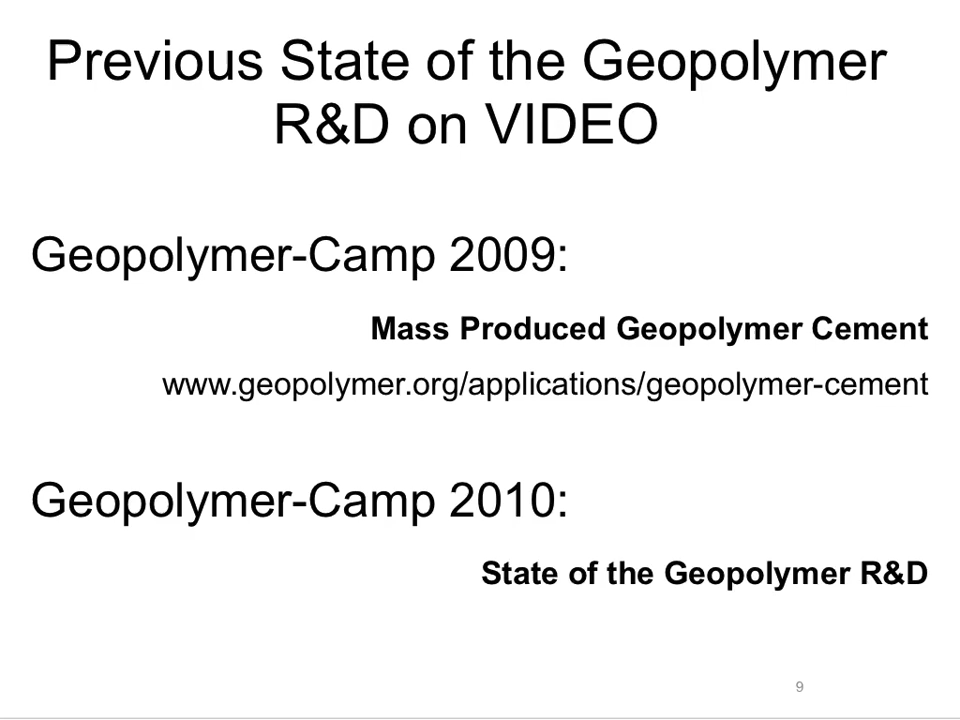 Previous State of the Geopolymer
R&D on VIDEO
Geopolymer-Camp 2009:
Mass Produced Geopolymer Cement
www.geopolymer.org/applications/geopolymer-cement
Geopolymer-Camp 2010:
State of the Geopolymer R&D
9